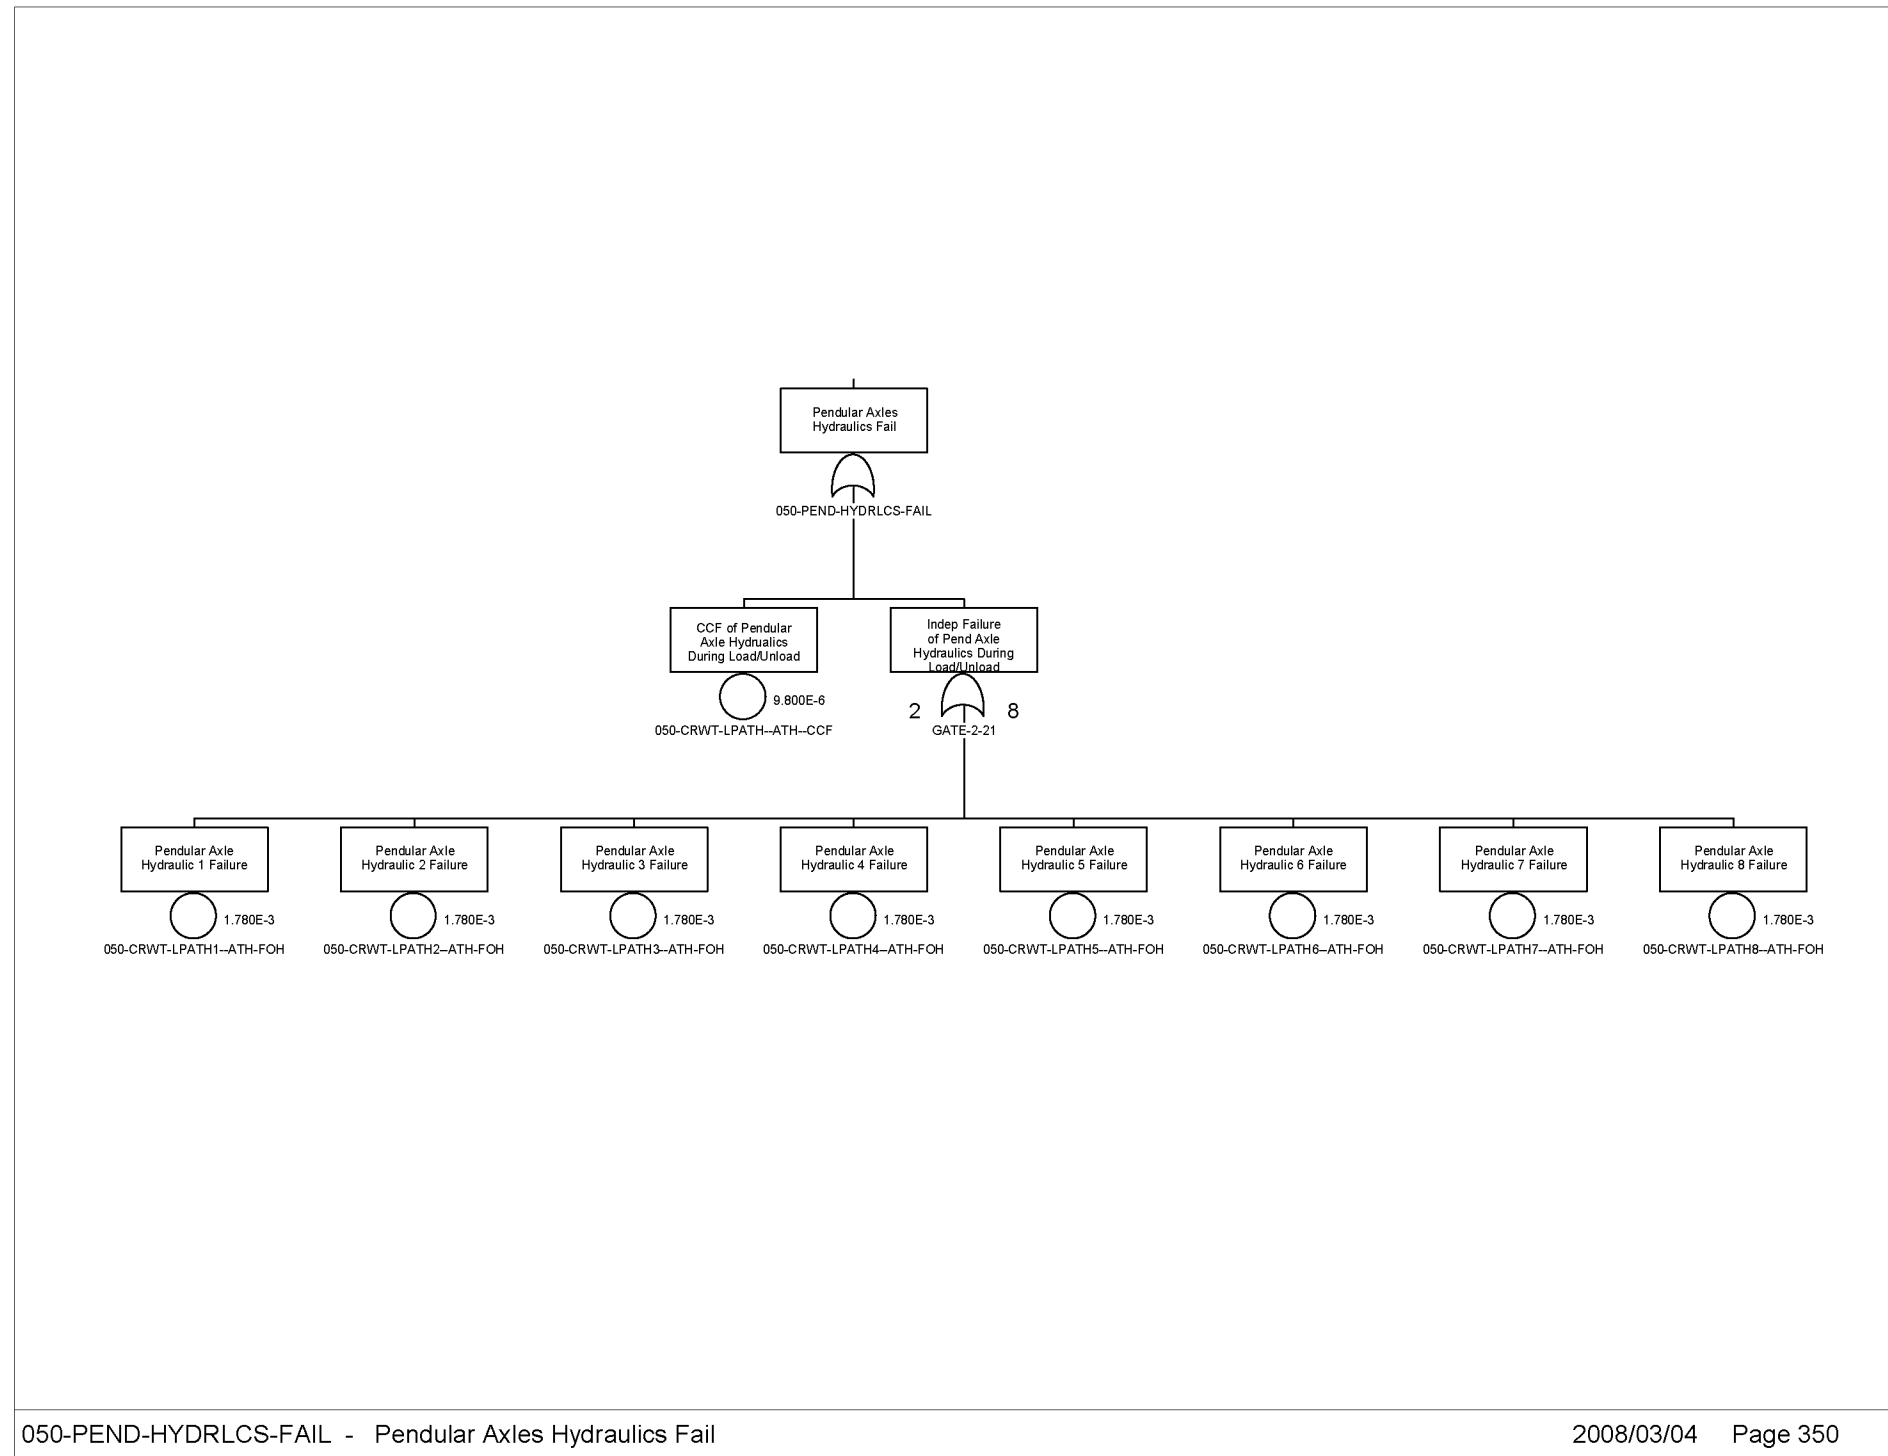 Pendular Axles
Hydraulics Fail
050-PEND-HYDRLCS-FAIL
CCF of Pendular
Axle Hydrualics
During Load/Unload
9.800E-6
050-CRWT-LPATH--ATH--CCF
Indep Failure
of Pend Axle
Hydraulics During
Load/Unload
2 8
GATE-2-21
Pendular Axle
Hydraulic 1 Failure
1.780E-3
050-CRWT-LPATH1--ATH-FOH
Pendular Axle
Hydraulic 2 Failure
1.780E-3
050-CRWT-LPATH2--ATH-FOH
Pendular Axle
Hydraulic 3 Failure
1.780E-3
050-CRWT-LPATH3--ATH-FOH
Pendular Axle
Hydraulic 4 Failure
1.780E-3
050-CRWT-LPATH4--ATH-FOH
Pendular Axle
Hydraulic 5 Failure
1.780E-3
050-CRWT-LPATH5--ATH-FOH
Pendular Axle
Hydraulic 6 Failure
1.780E-3
050-CRWT-LPATH6--ATH-FOH
Pendular Axle
Hydraulic 7 Failure
1.780E-3
050-CRWT-LPATH7--ATH-FOH
Pendular Axle
Hydraulic 8 Failure
1.780E-3
050-CRWT-LPATH8--ATH-FOH
050-PEND-HYDRLCS-FAIL - Pendular Axles Hydraulics Fail
2008/03/04 Page 350